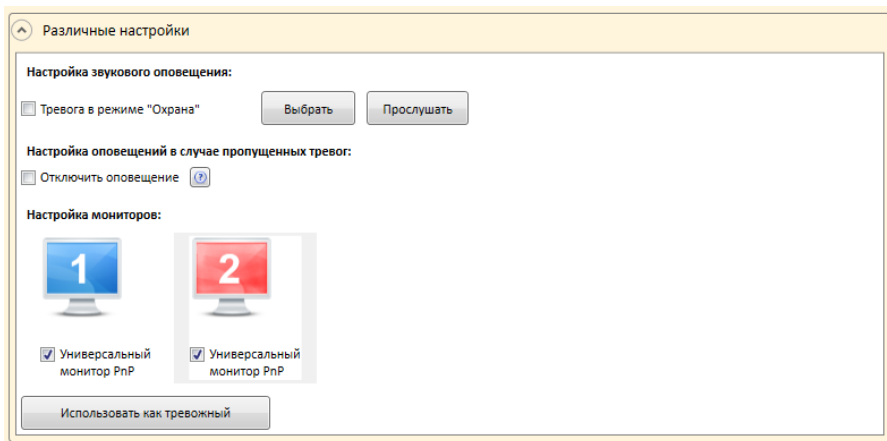 Различные настройки
Настройка звукового оповещения:
Тревога в режиме "Охрана" Выбрать Прослушать
Настройка оповещений в случае пропущенных тревог:
Отключить оповещение ?
Настройка мониторов:
1 2
Универсальный Универсальный
монитор PnP монитор PnP
Использовать как тревожный